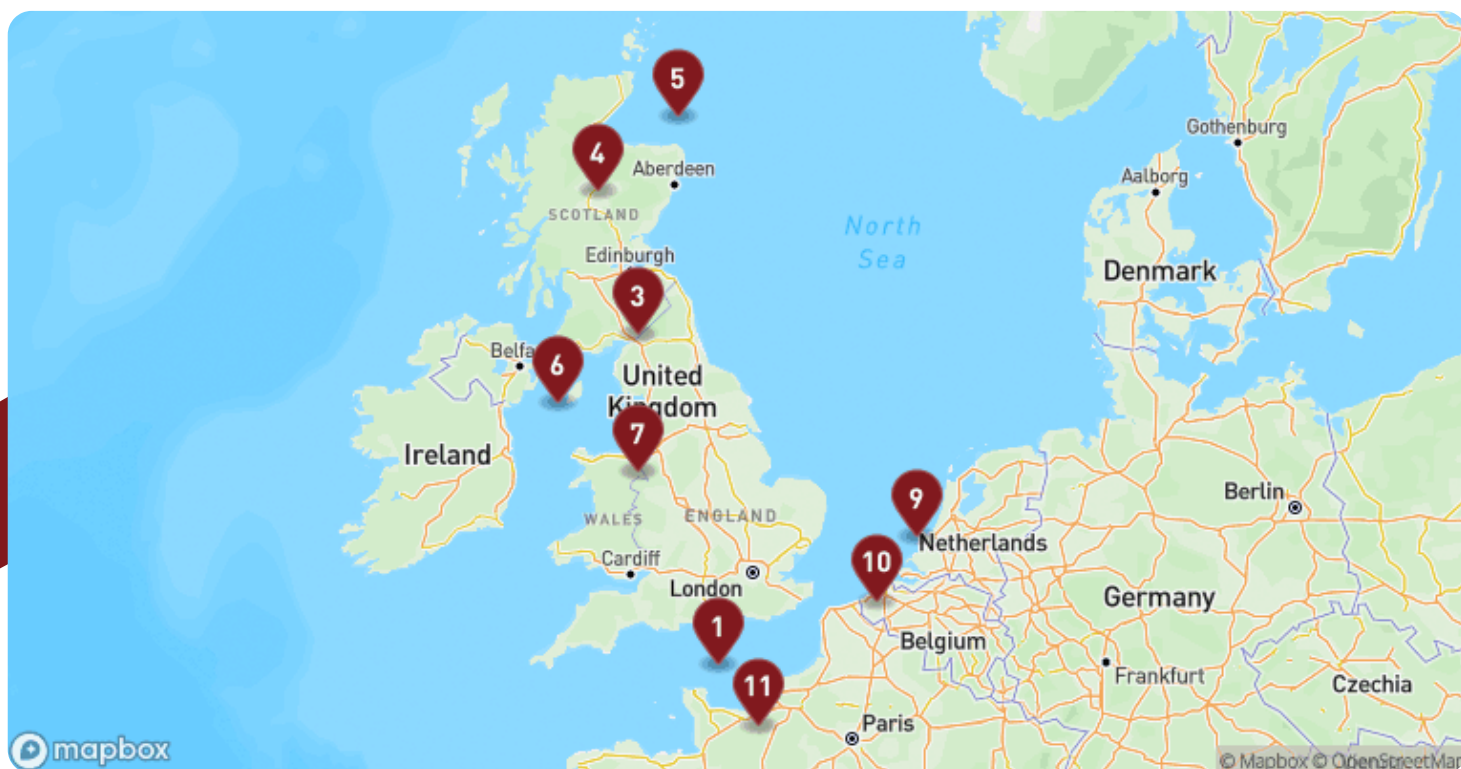 5
Gothenburg
4
Aberdeen
Aalborg
SCOTLAND
North
Sea
Edinburgh
Denmark
3
Belfa
6
United
Kingdom
7
Ireland
9
Berlin
WALES
ENGLAND
Netherlands
Cardiff
10
London
Germany
1
Belgium
Frankfurt
11
Czechia
Paris
mapbox
© Mapbox © OpenStreetMap